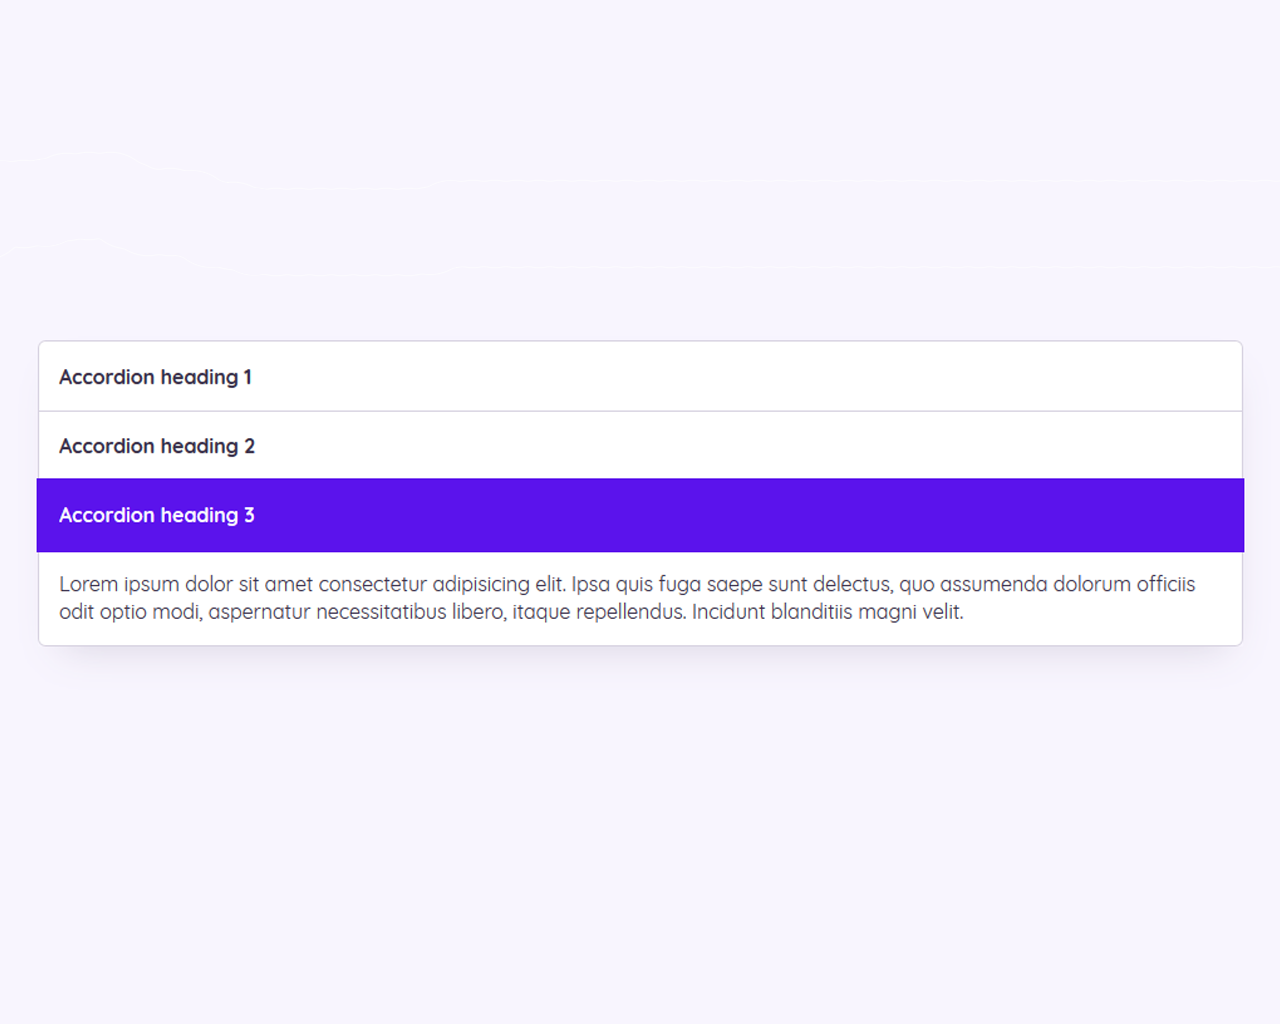 Accordion heading 1
Accordion heading 2
Accordion heading 3
Lorem ipsum dolor sit amet consectetur adipisicing elit. Ipsa quis fuga saepe sunt delectus, quo assumenda dolorum officiis
odit optio modi, aspernatur necessitatibus libero, itaque repellendus. Incidunt blanditiis magni velit.